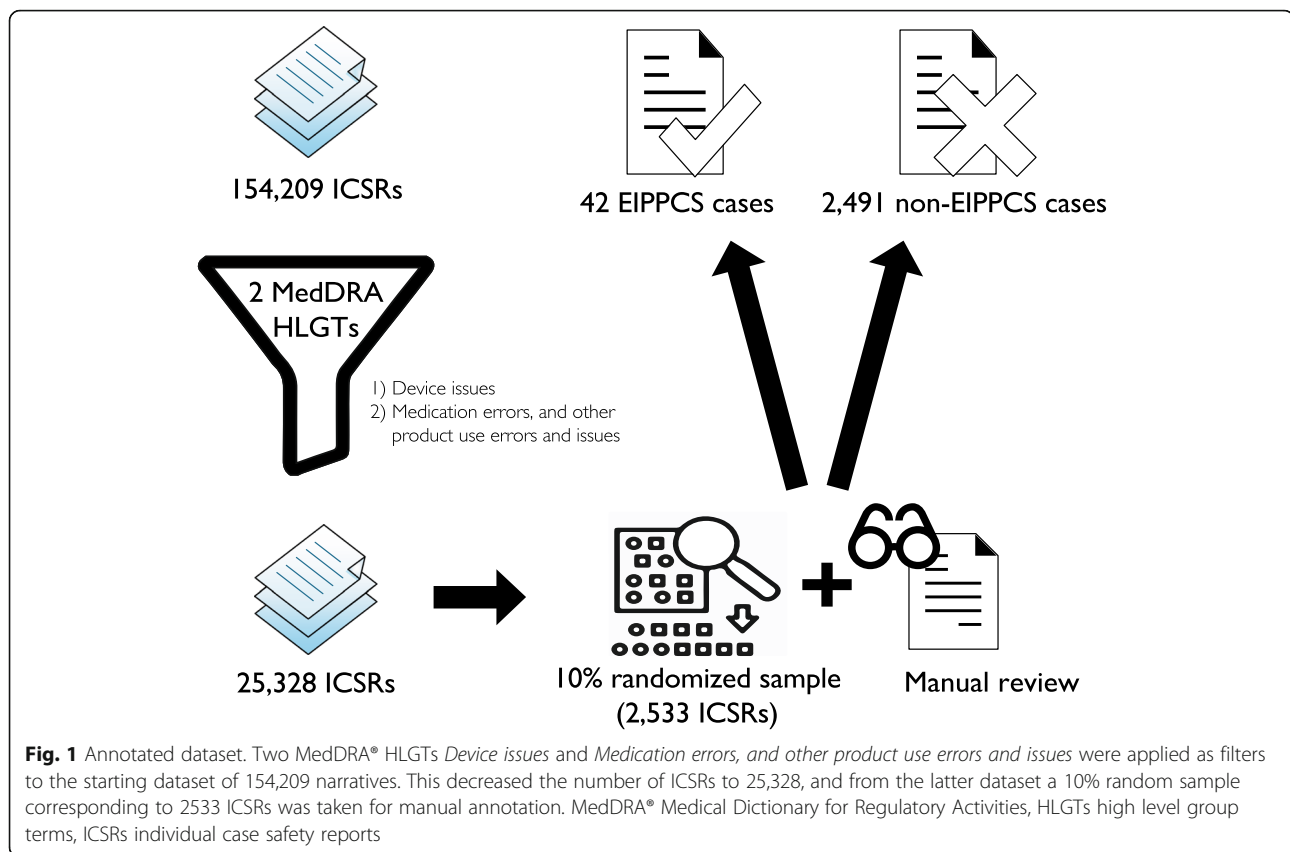 154,209 ICSRs
42 EIPPCS cases
2,491 non-EIPPCS cases
2 MedDRA
HLGTs
1) Device issues
2) Medication errors, and other
product use errors and issues
25,328 ICSRs
10% randomized sample
(2,533 ICSRs)
Manual review
Fig. 1 Annotated dataset. Two MedDRA® HLGTs Device issues and Medication errors, and other product use errors and issues were applied as filters
to the starting dataset of 154,209 narratives. This decreased the number of ICSRs to 25,328, and from the latter dataset a 10% random sample
corresponding to 2533 ICSRs was taken for manual annotation. MedDRA® Medical Dictionary for Regulatory Activities, HLGTs high level group
terms, ICSRs individual case safety reports